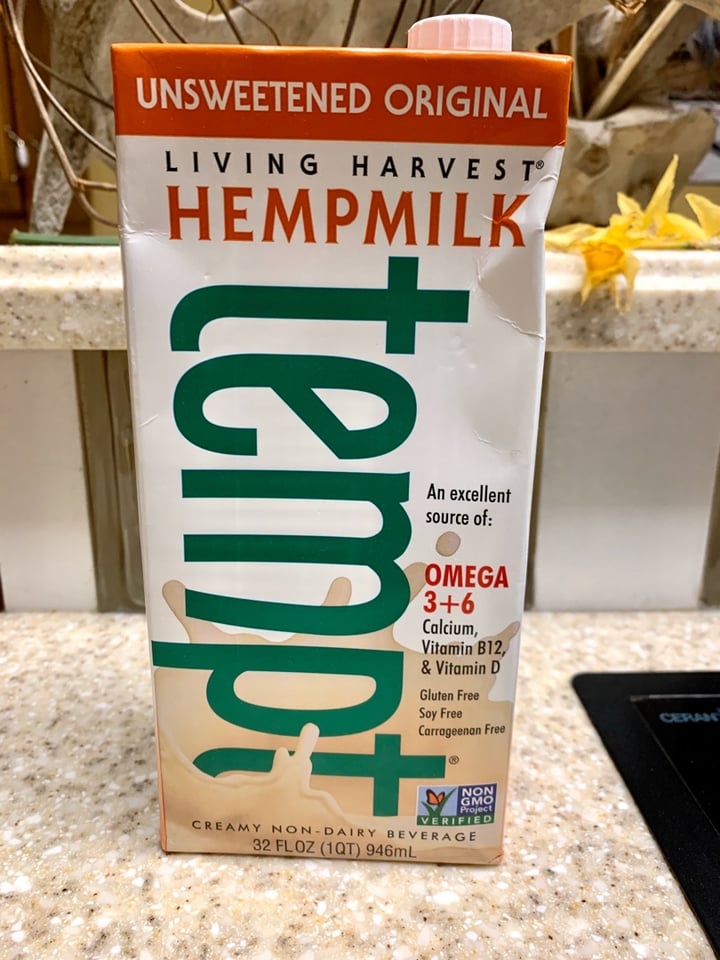 UNSWEETENED ORIGINAL
LIVING HARVEST®
HEMPMILK
tempt®
An excellent
source of:
OMEGA
3+6
Calcium,
Vitamin B12,
& Vitamin D
Gluten Free
Soy Free
Carrageenan Free
NON
GMO
Project
VERIFIED
CREAMY NON-DAIRY BEVERAGE
32 FL OZ (1QT) 946mL